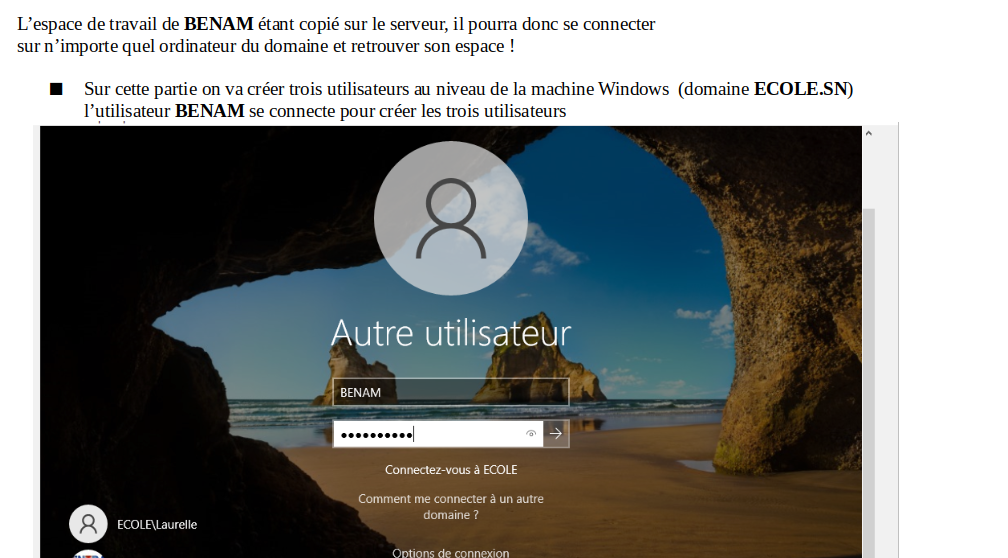 L’espace de travail de BENAM étant copié sur le serveur, il pourra donc se connecter
sur n’importe quel ordinateur du domaine et retrouver son espace !
■ Sur cette partie on va créer trois utilisateurs au niveau de la machine Windows (domaine ECOLE.SN)
l’utilisateur BENAM se connecte pour créer les trois utilisateurs
Autre utilisateur
BENAM
Connectez-vous à ECOLE
Comment me connecter à un autre
domaine ?
ECOLE\Laurelle
Options de connexion